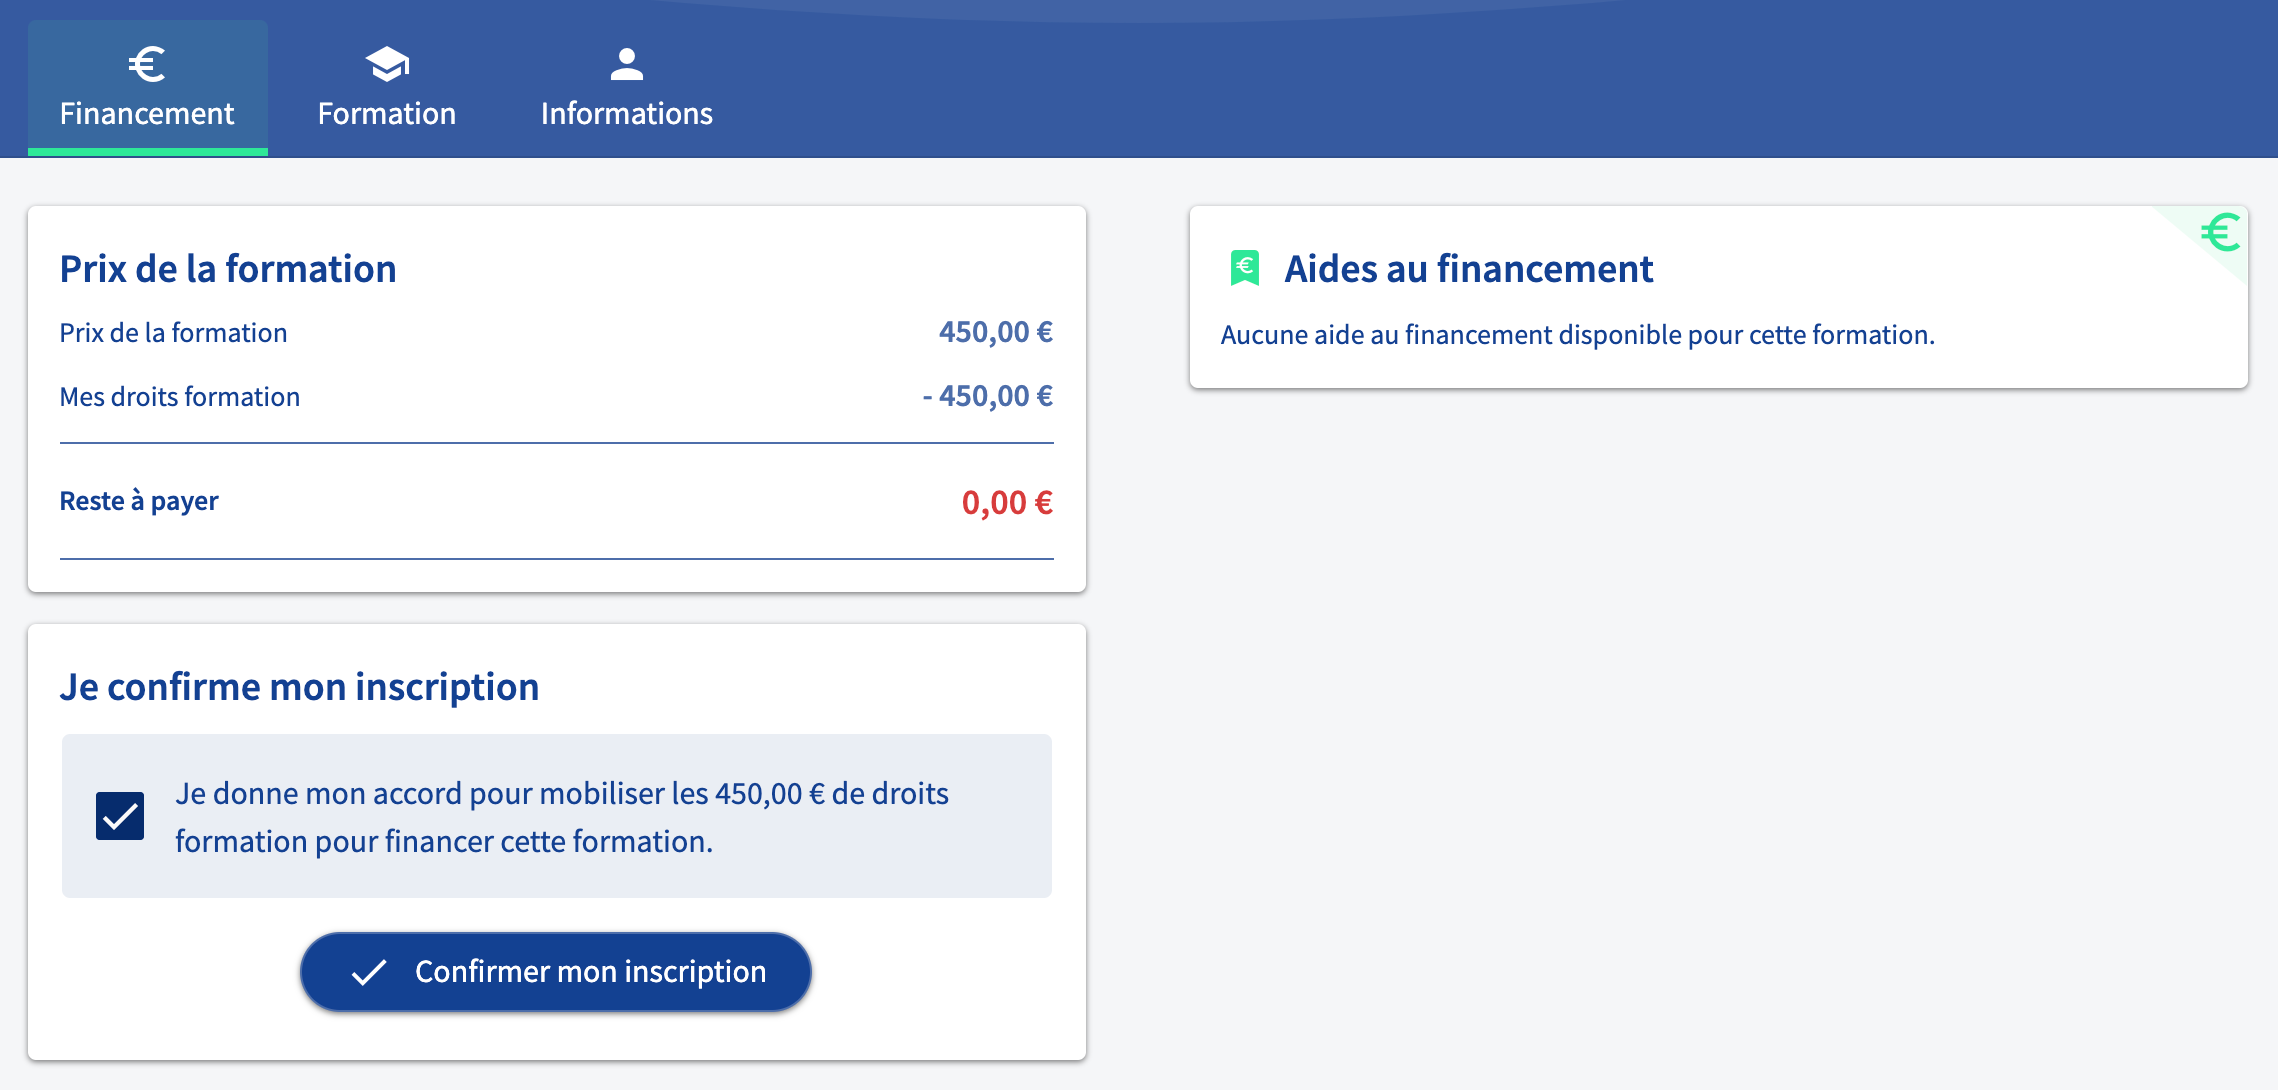 Financement
Formation
Informations
Prix de la formation
Prix de la formation 450,00 €
Mes droits formation - 450,00 €
Reste à payer 0,00 €
Je confirme mon inscription
Je donne mon accord pour mobiliser les 450,00 € de droits
formation pour financer cette formation.
Confirmer mon inscription
Aides au financement
Aucune aide au financement disponible pour cette formation.